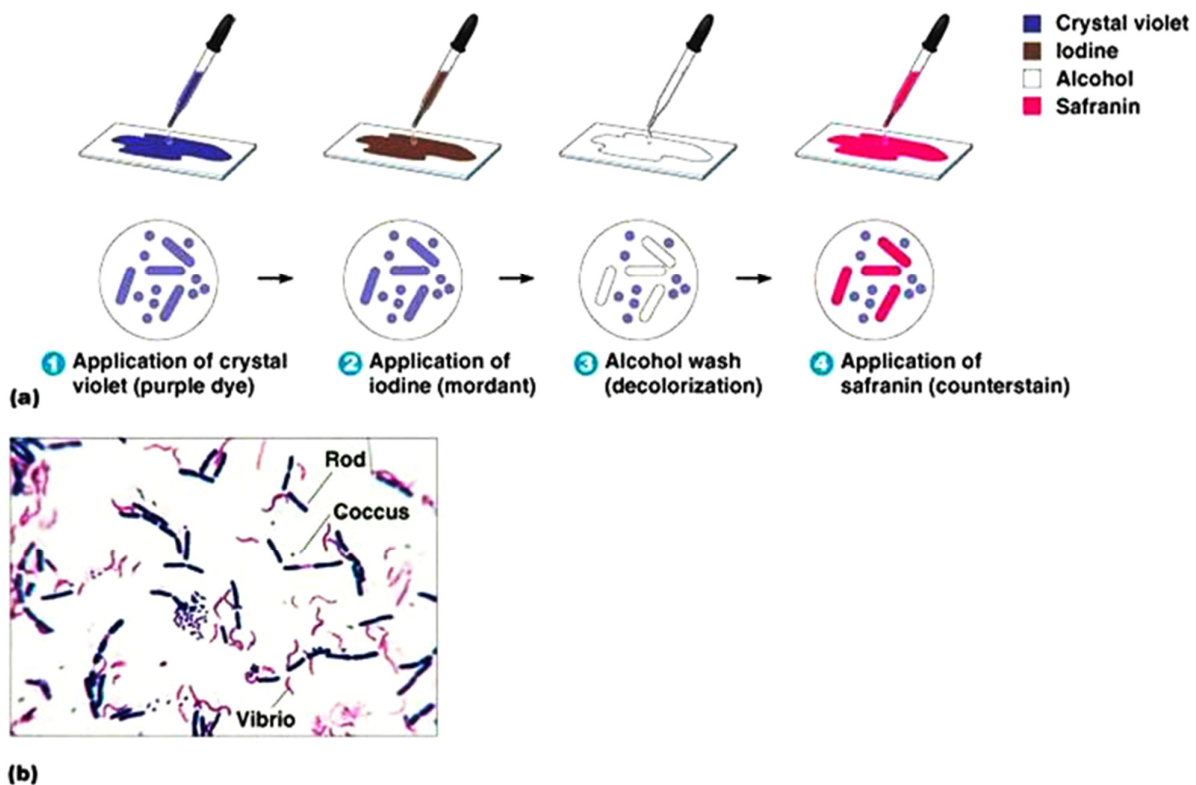 Crystal violet
Iodine
Alcohol
Safranin
1 Application of crystal
violet (purple dye)
2 Application of
iodine (mordant)
3 Alcohol wash
(decolorization)
4 Application of
safranin (counterstain)
(a)
Rod
Coccus
Vibrio
(b)